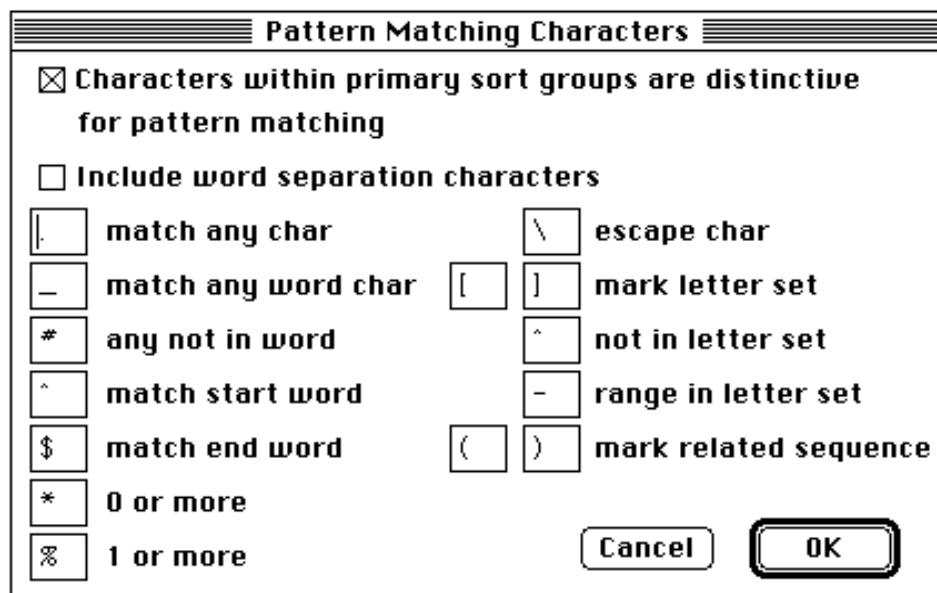 Pattern Matching Characters
Characters within primary sort groups are distinctive
for pattern matching
Include word separation characters
. match any char \ escape char
_ match any word char [ ] mark letter set
# any not in word ^ not in letter set
^ match start word - range in letter set
$ match end word ( ) mark related sequence
* 0 or more
% 1 or more
Cancel OK